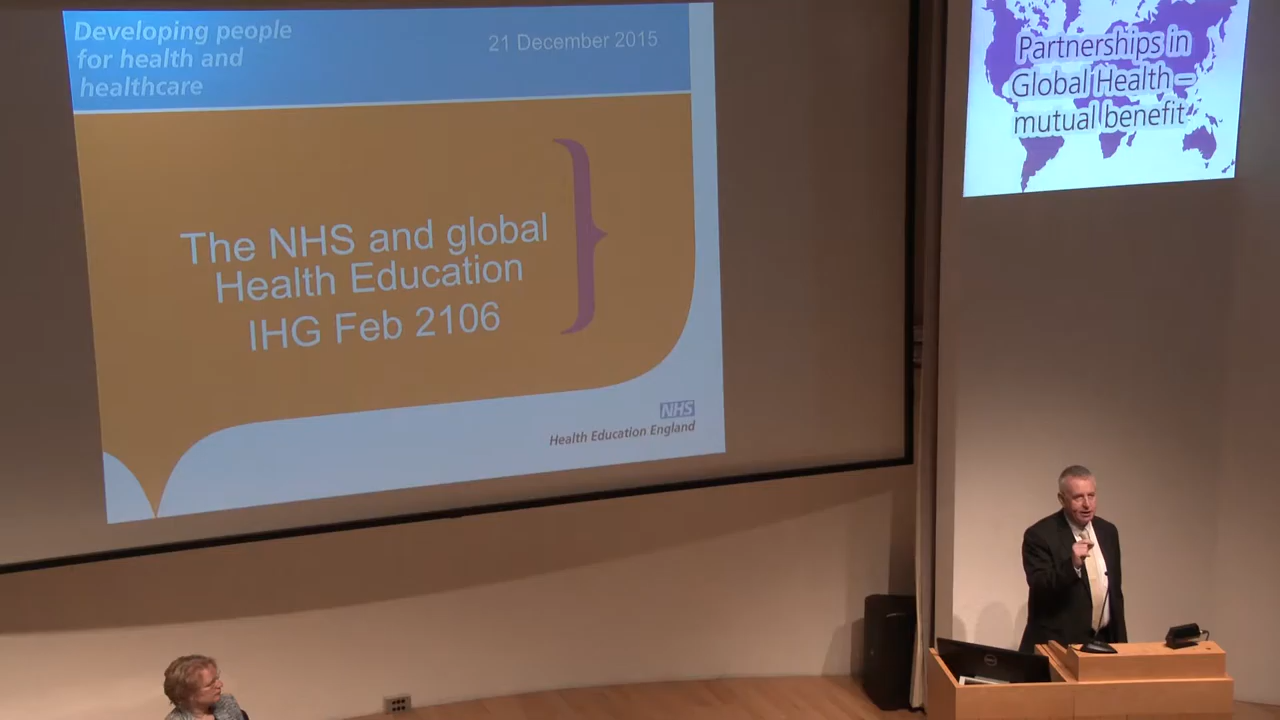 Developing people
for health and
healthcare
21 December 2015
The NHS and global
Health Education
IHG Feb 2106
NHS
Health Education England
Partnerships in
Global Health –
mutual benefit
DELL